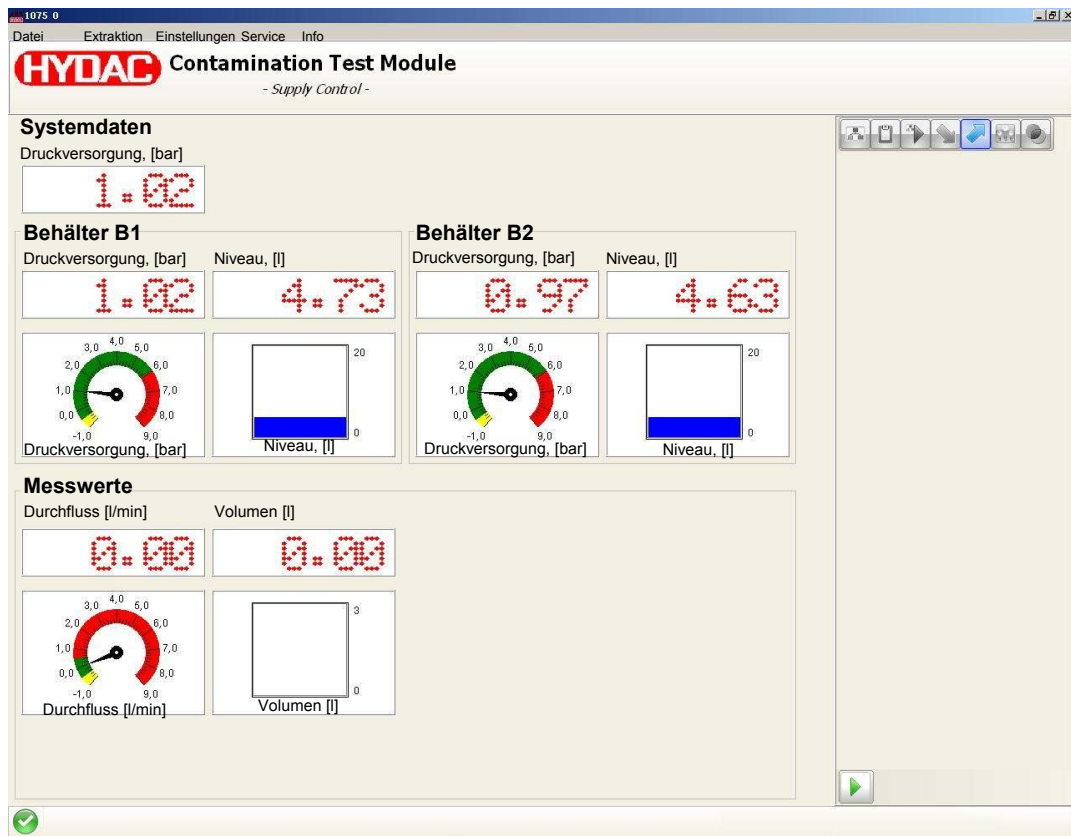 1075 0
Datei Extraktion Einstellungen Service Info
HYDAC Contamination Test Module
- Supply Control -
Systemdaten
Druckversorgung, [bar]
1.02
Behälter B1
Druckversorgung, [bar] Niveau, [l]
1.02 4.73
4,0
3,0 5,0
2,0 6,0
1,0 7,0
0,0 8,0
-1,0 9,0
Druckversorgung, [bar]
20
0
Niveau, [l]
Behälter B2
Druckversorgung, [bar] Niveau, [l]
0.97 4.63
4,0
3,0 5,0
2,0 6,0
1,0 7,0
0,0 8,0
-1,0 9,0
Druckversorgung, [bar]
20
0
Niveau, [l]
Messwerte
Durchfluss [l/min] Volumen [l]
0.00 0.00
4,0
3,0 5,0
2,0 6,0
1,0 7,0
0,0 8,0
-1,0 9,0
Durchfluss [l/min]
3
0
Volumen [l]